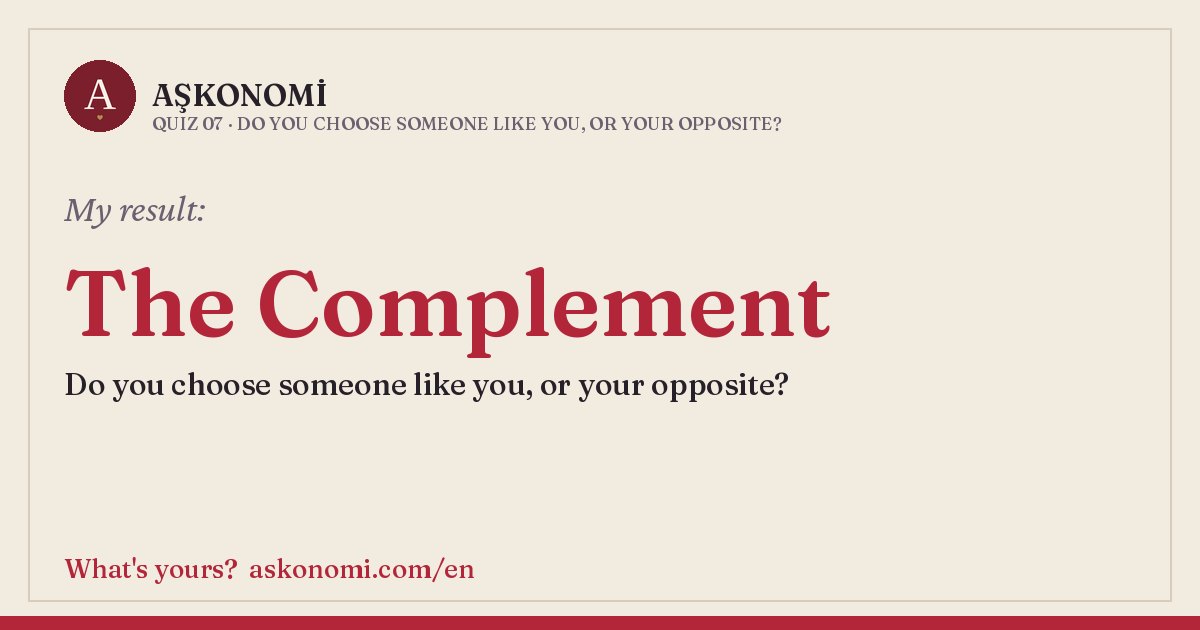 A
AŞKONOMİ
QUIZ 07 · DO YOU CHOOSE SOMEONE LIKE YOU, OR YOUR OPPOSITE?
My result:
The Complement
Do you choose someone like you, or your opposite?
What's yours? askonomi.com/en